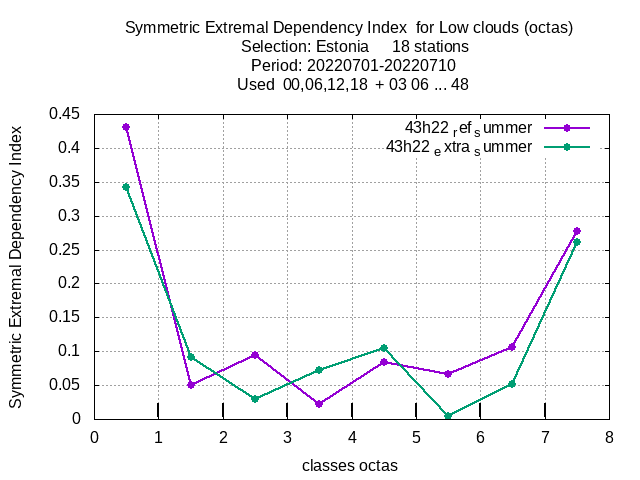 Symmetric Extremal Dependency Index  for Low clouds (octas)
Selection: Estonia     18 stations
Period: 20220701-20220710
Used  00,06,12,18  + 03 06 ... 48
0.45
0.4
0.35
0.3
0.25
0.2
0.15
0.1
0.05
0
Symmetric Extremal Dependency Index
43h22 ref summer
43h22 extra summer
0 1 2 3 4 5 6 7 8
classes octas